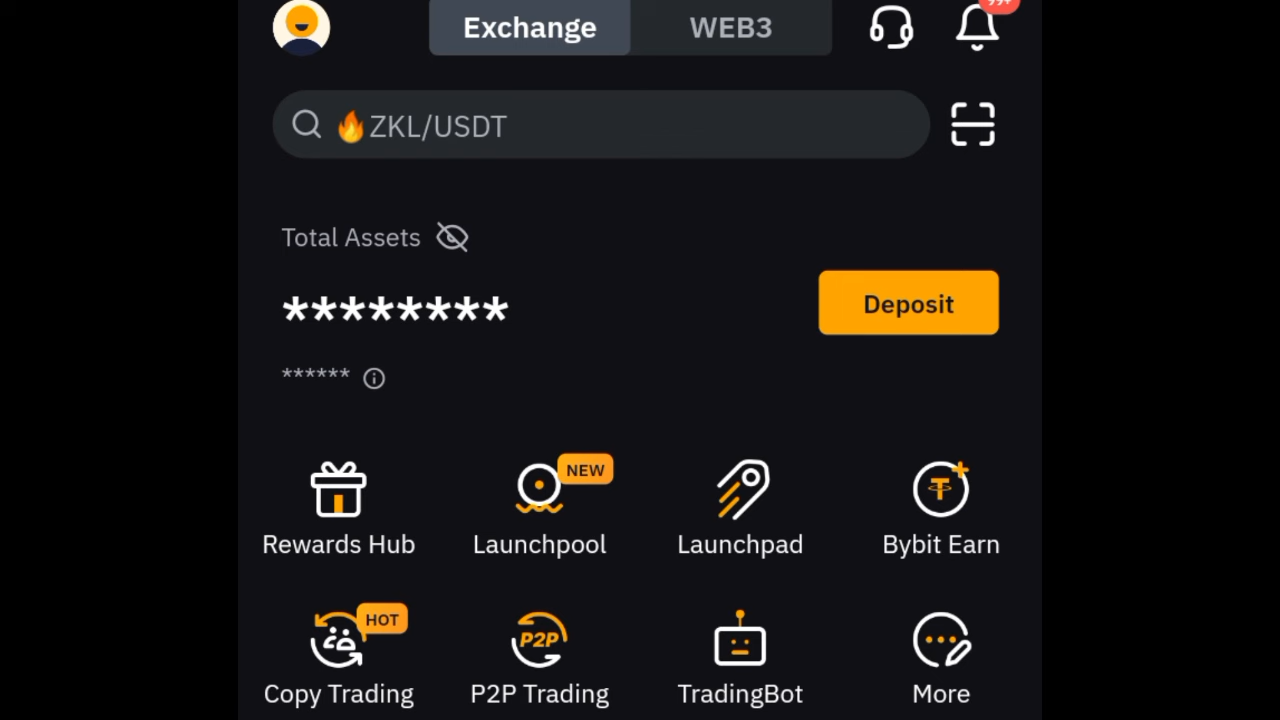 99+
Exchange WEB3
🔥ZKL/USDT
Total Assets
********
Deposit
******
NEW
Rewards Hub Launchpool Launchpad Bybit Earn
HOT
P2P
Copy Trading P2P Trading TradingBot More